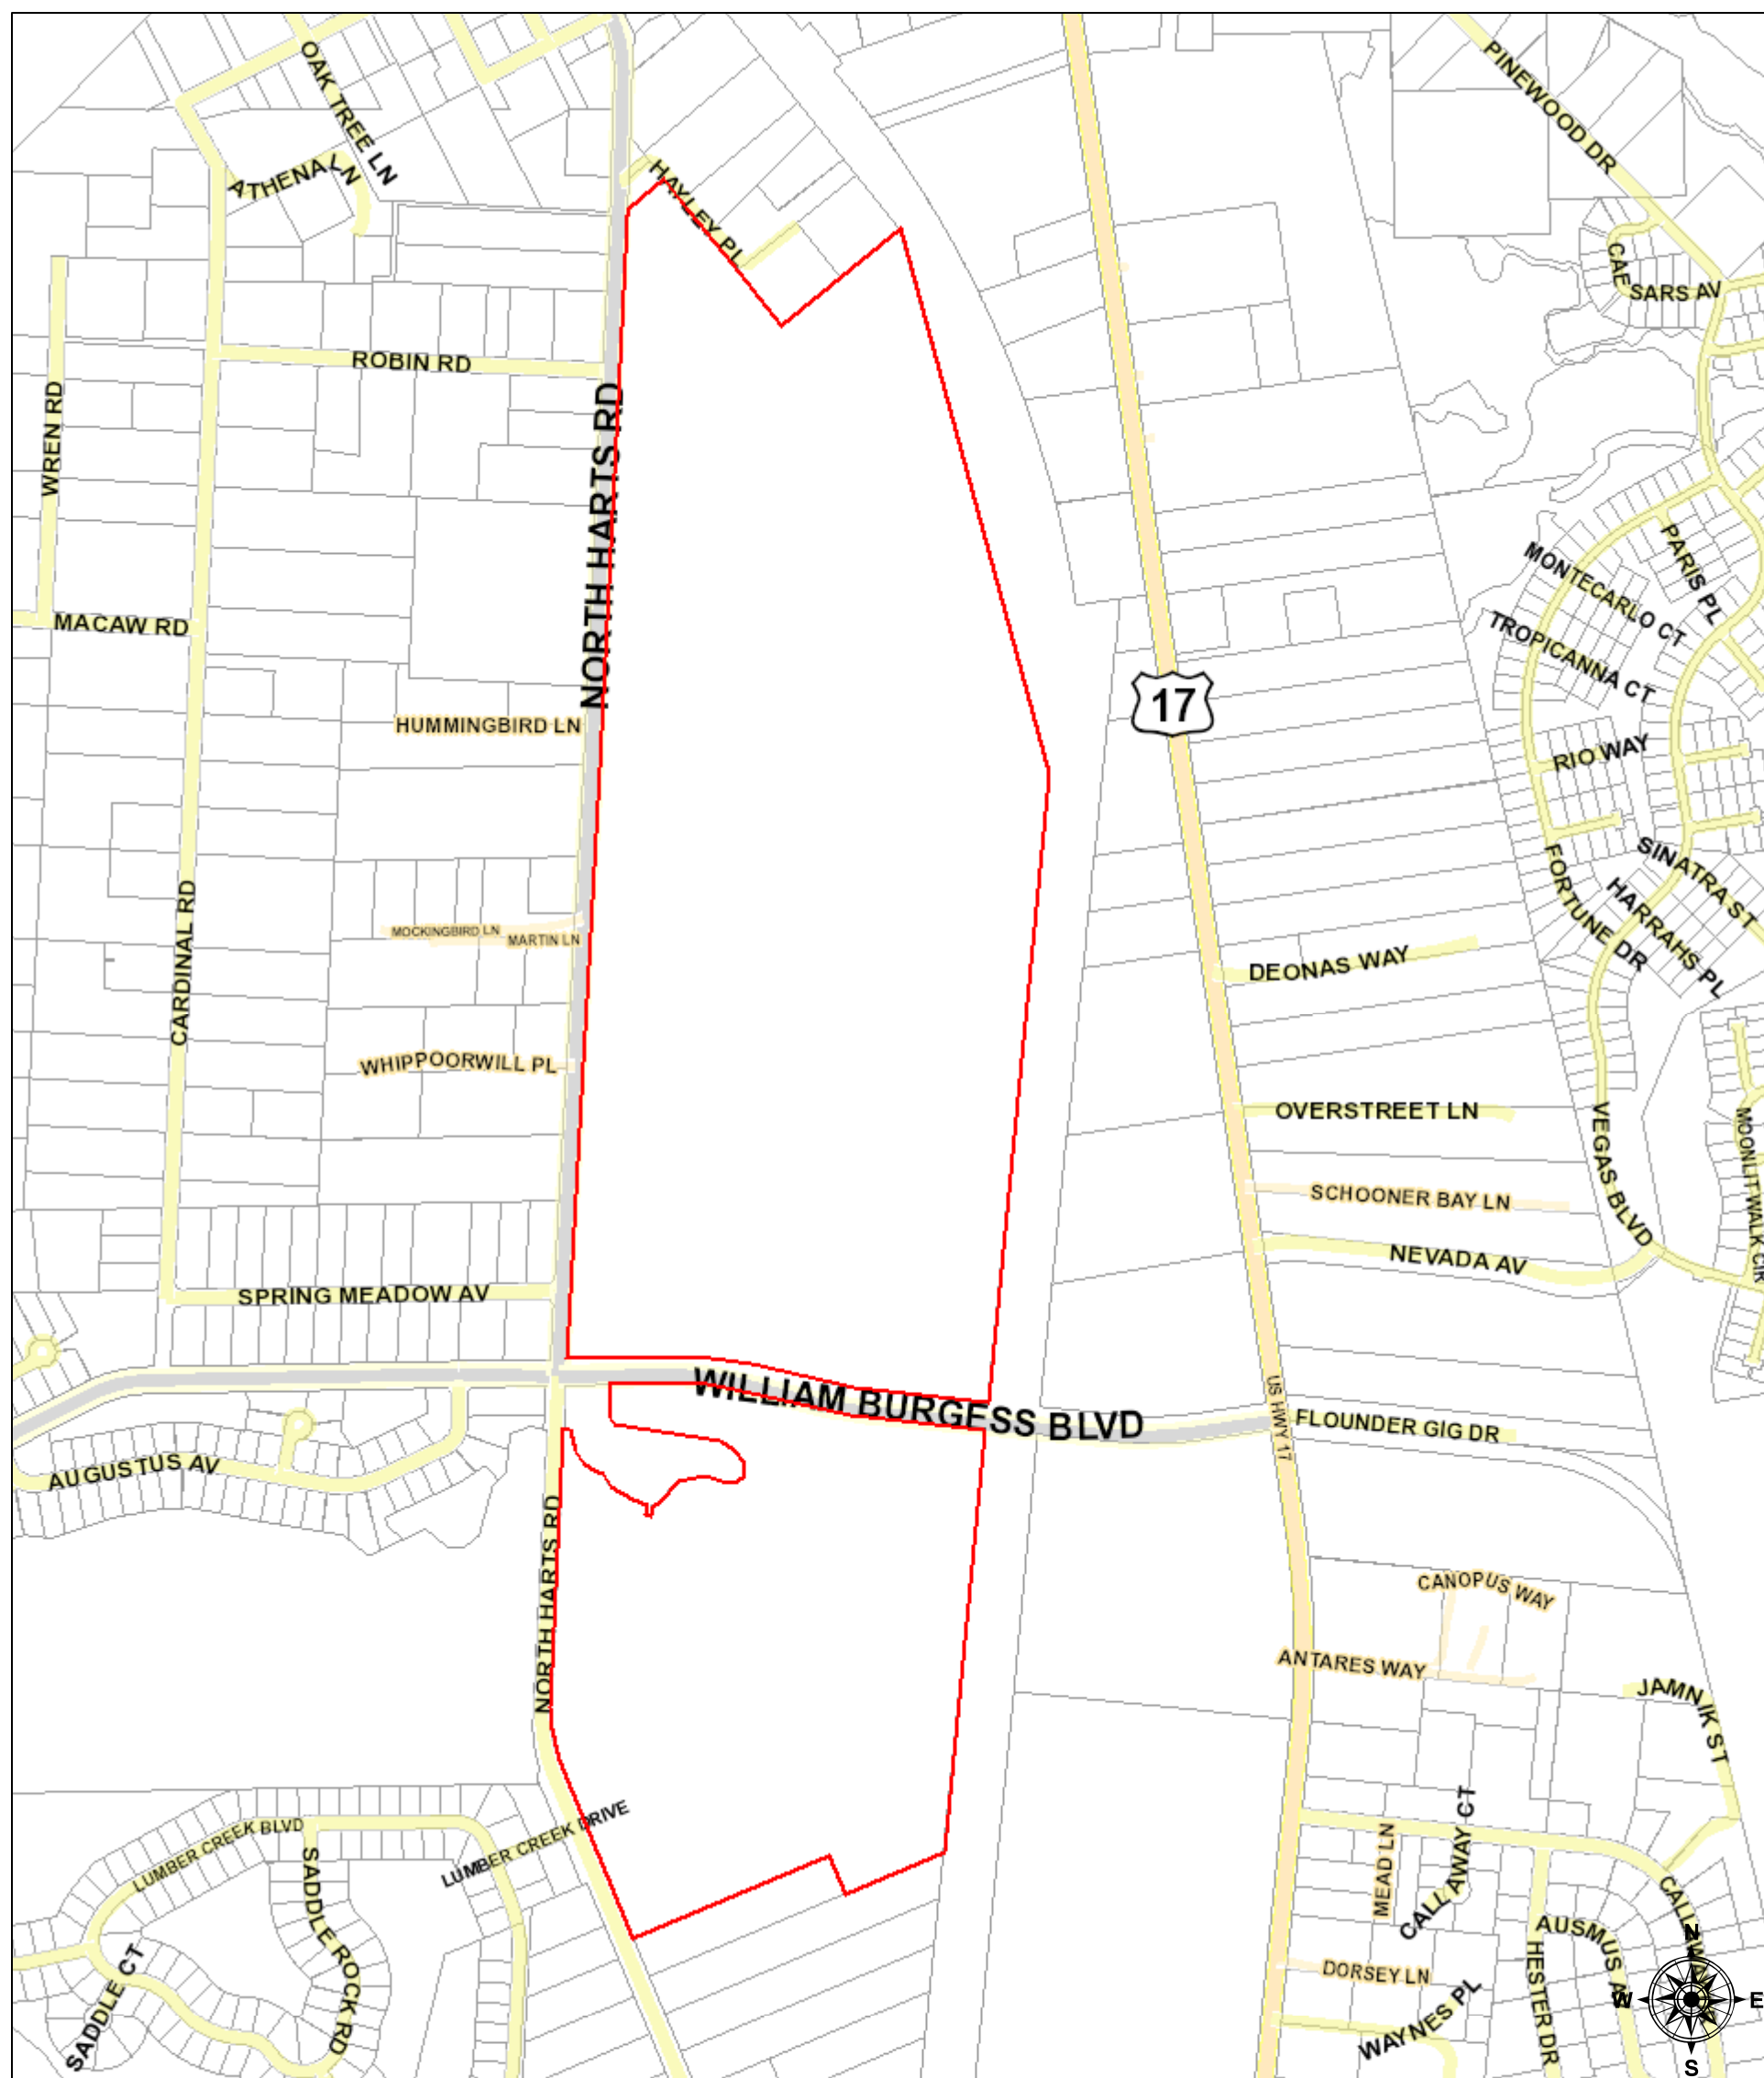 OAK TREE LN
PINEWOOD DR
ATHENA LN
HAYLEY PL
CAESARS AV
ROBIN RD
WREN RD
NORTH HARTS RD
PARIS PL
MONTECARLO CT
TROPICANNA CT
MACAW RD
17
HUMMINGBIRD LN
RIO WAY
SINATRA ST
HARRAHS PL
FORTUNE DR
CARDINAL RD
MOCKINGBIRD LN
MARTIN LN
DEONAS WAY
WHIPPOORWILL PL
OVERSTREET LN
VEGAS BLVD
MOONLIT WALK CIR
SCHOONER BAY LN
NEVADA AV
SPRING MEADOW AV
WILLIAM BURGESS BLVD
US HWY 17
FLOUNDER GIG DR
AUGUSTUS AV
NORTH HARTS RD
CANOPUS WAY
ANTARES WAY
JAMNIK ST
LUMBER CREEK BLVD
LUMBER CREEK DRIVE
SADDLE ROCK RD
SADDLE CT
MEAD LN
CALLAWAY CT
AUSMUS AV
HESTER DR
DORSEY LN
WAYNES PL
N
W
E
S